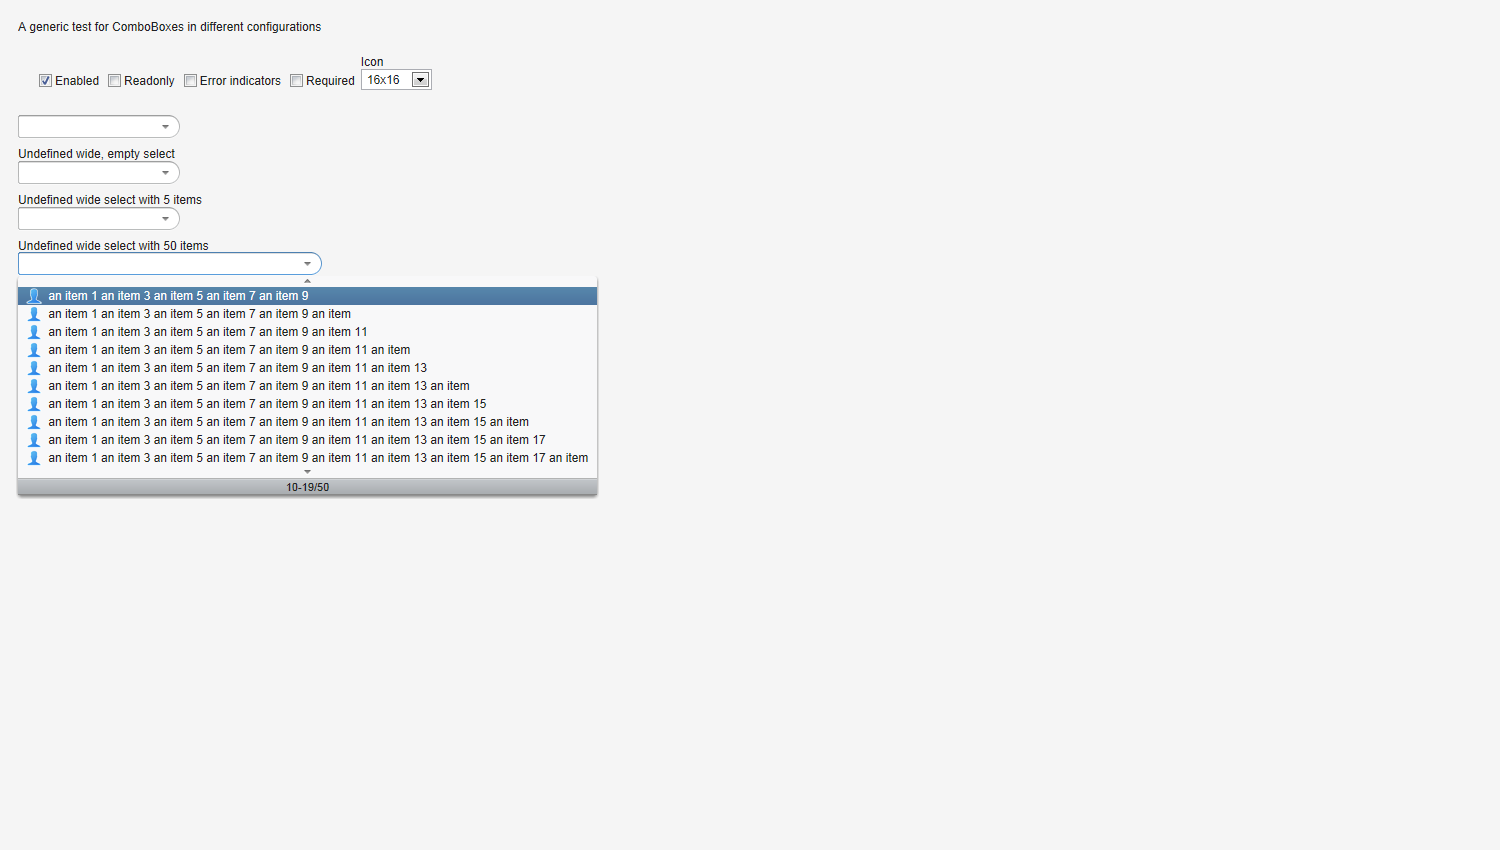 A generic test for ComboBoxes in different configurations
Icon
Enabled Readonly Error indicators Required 16x16
Undefined wide, empty select
Undefined wide select with 5 items
Undefined wide select with 50 items
an item 1 an item 3 an item 5 an item 7 an item 9
an item 1 an item 3 an item 5 an item 7 an item 9 an item
an item 1 an item 3 an item 5 an item 7 an item 9 an item 11
an item 1 an item 3 an item 5 an item 7 an item 9 an item 11 an item
an item 1 an item 3 an item 5 an item 7 an item 9 an item 11 an item 13
an item 1 an item 3 an item 5 an item 7 an item 9 an item 11 an item 13 an item
an item 1 an item 3 an item 5 an item 7 an item 9 an item 11 an item 13 an item 15
an item 1 an item 3 an item 5 an item 7 an item 9 an item 11 an item 13 an item 15 an item
an item 1 an item 3 an item 5 an item 7 an item 9 an item 11 an item 13 an item 15 an item 17
an item 1 an item 3 an item 5 an item 7 an item 9 an item 11 an item 13 an item 15 an item 17 an item
10-19/50